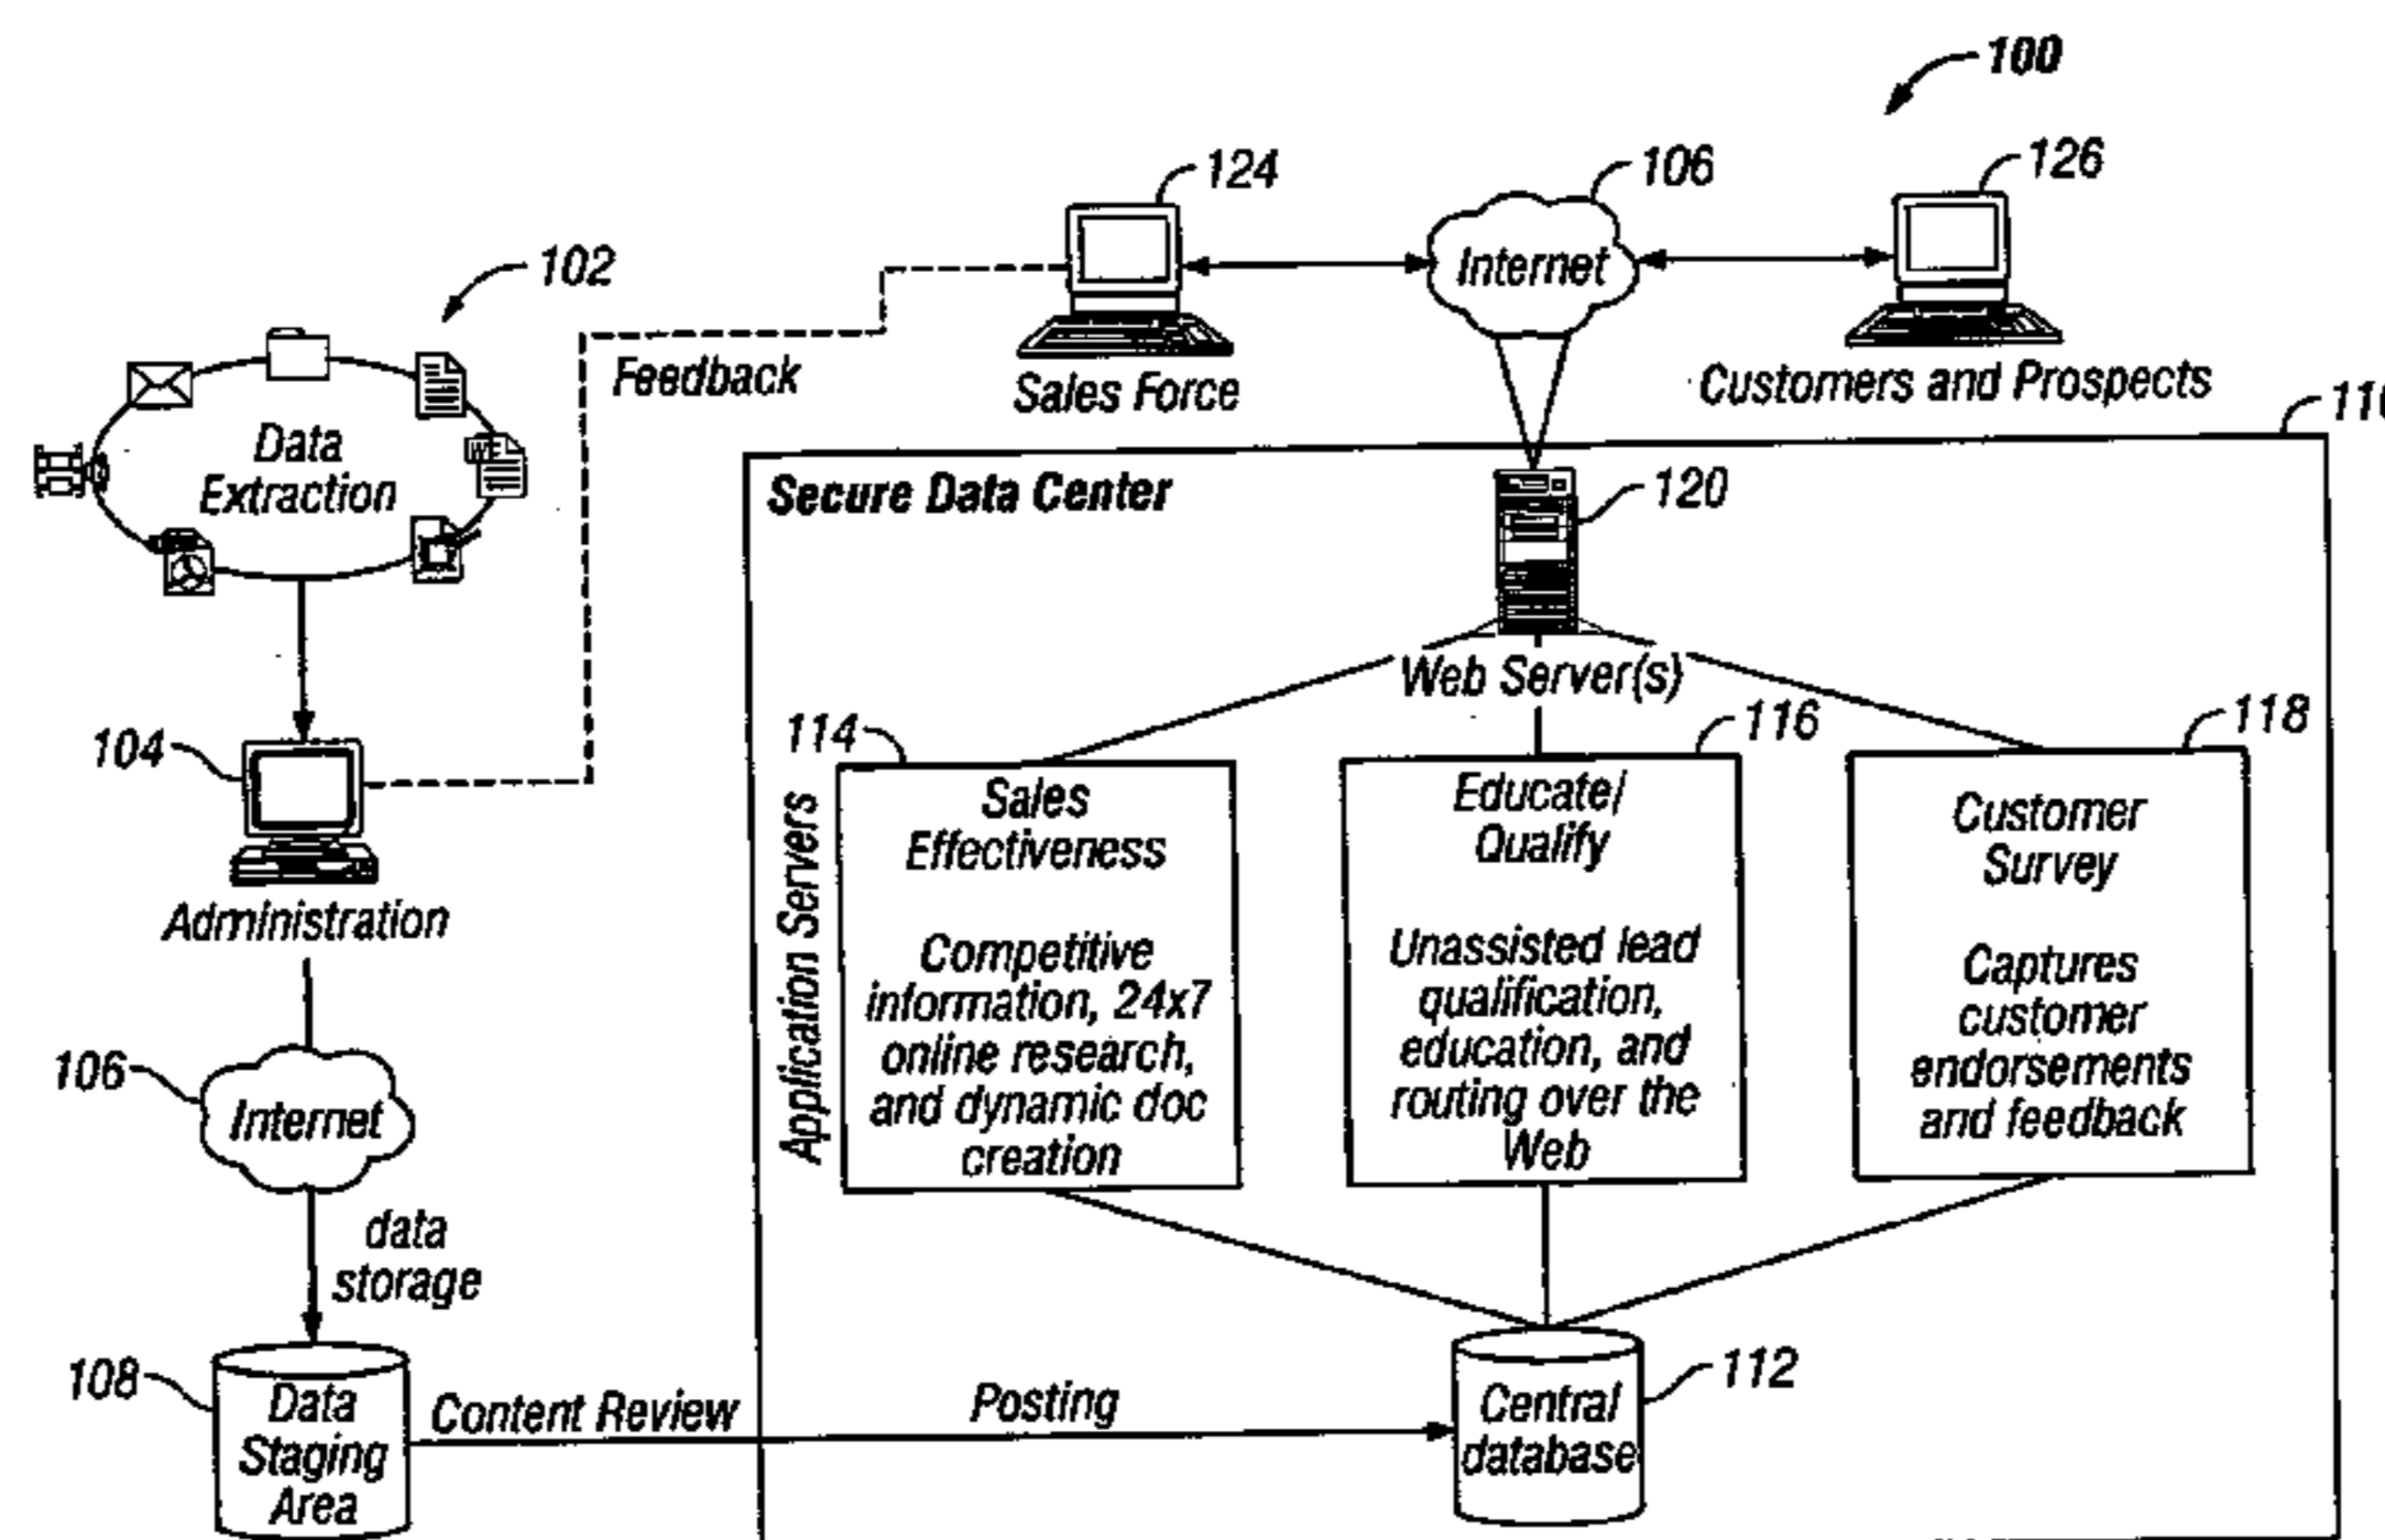 100
124
106
126
102
Internet
Feedback
Sales Force
Customers and Prospects
Data
Extraction
Secure Data Center
120
Web Server(s)
104
114
116
118
Administration
Application Servers
Sales
Effectiveness
Competitive
information, 24x7
online research,
and dynamic doc
creation
Educate/
Qualify
Unassisted lead
qualification,
education, and
routing over the
Web
Customer
Survey
Captures
customer
endorsements
and feedback
106
Internet
data
storage
108
Data
Staging
Area
Content Review
Posting
Central
database
112